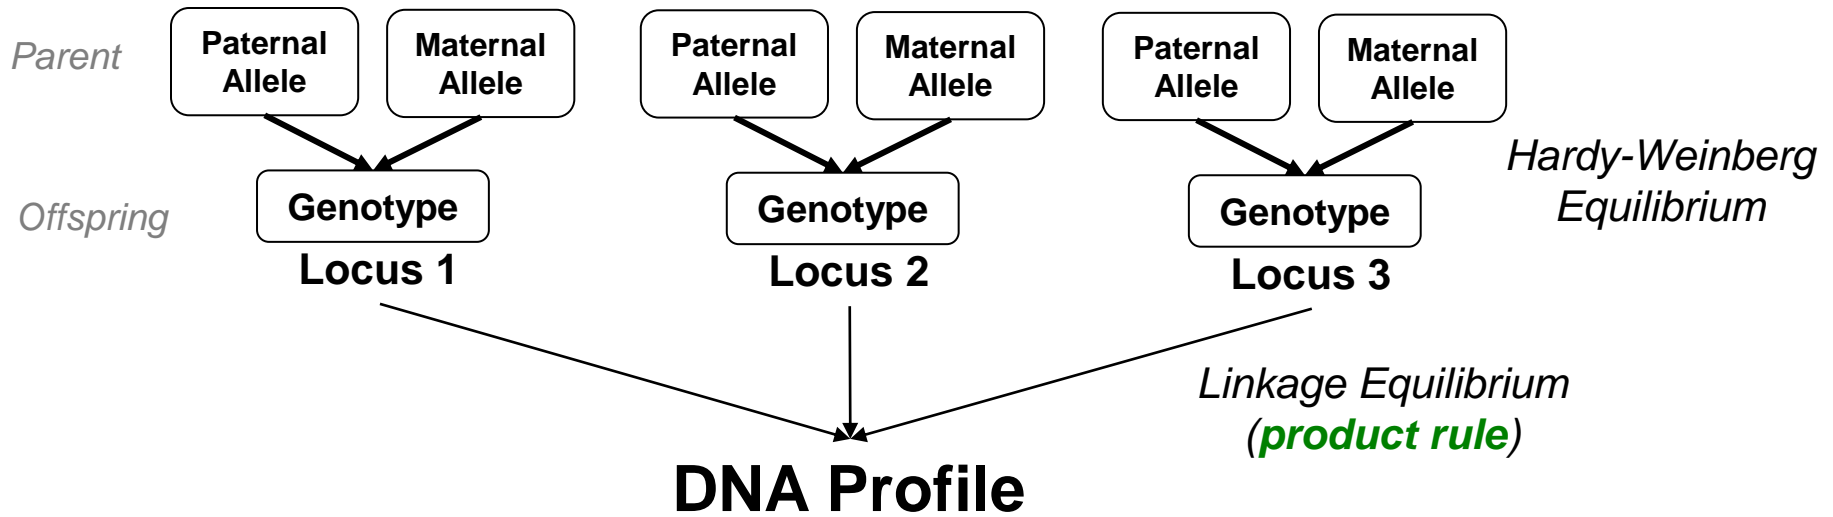 Parent
Paternal
Allele
Maternal
Allele
Paternal
Allele
Maternal
Allele
Paternal
Allele
Maternal
Allele
Hardy-Weinberg
Equilibrium
Offspring
Genotype
Genotype
Genotype
Locus 1
Locus 2
Locus 3
Linkage Equilibrium
(product rule)
DNA Profile